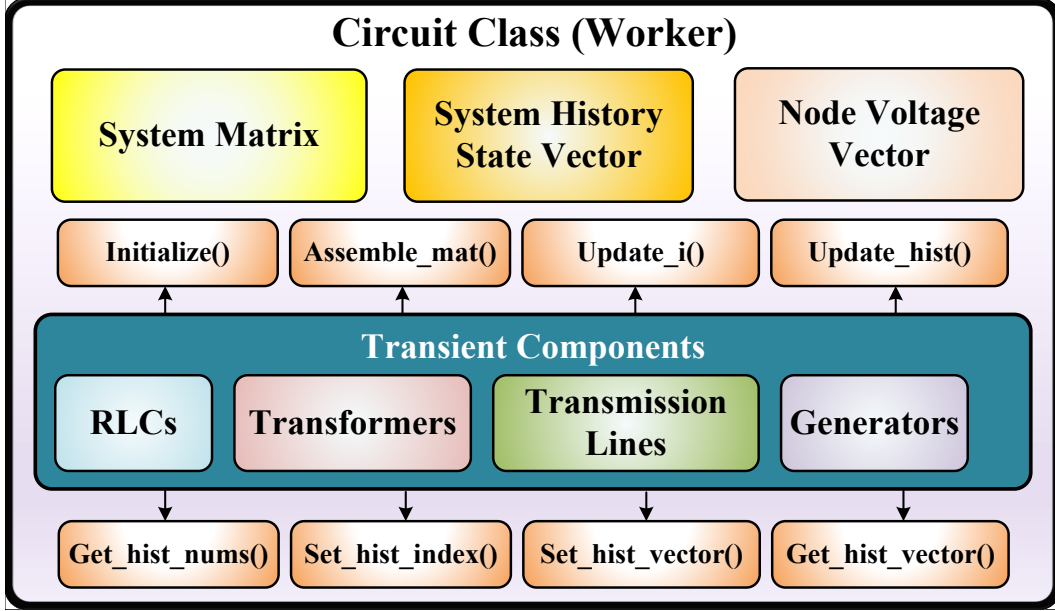 Circuit Class (Worker)
System Matrix
System History
State Vector
Node Voltage
Vector
Initialize()
Assemble_mat()
Update_i()
Update_hist()
Transient Components
RLCs
Transformers
Transmission
Lines
Generators
Get_hist_nums()
Set_hist_index()
Set_hist_vector()
Get_hist_vector()